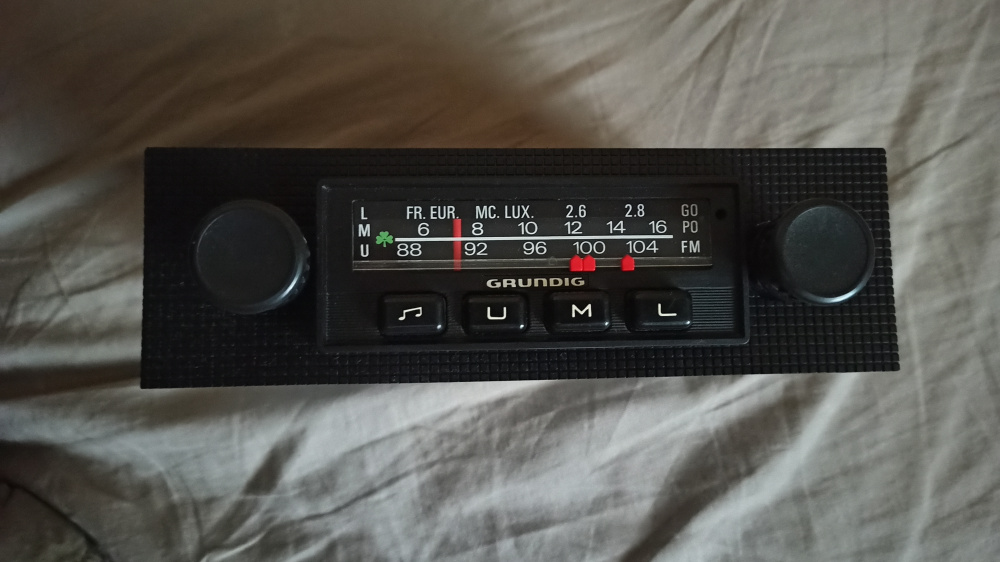 L FR. EUR. MC. LUX. 2.6 2.8 GO
M 6 8 10 12 14 16 PO
U 88 92 96 100 104 FM
GRUNDIG
U M L